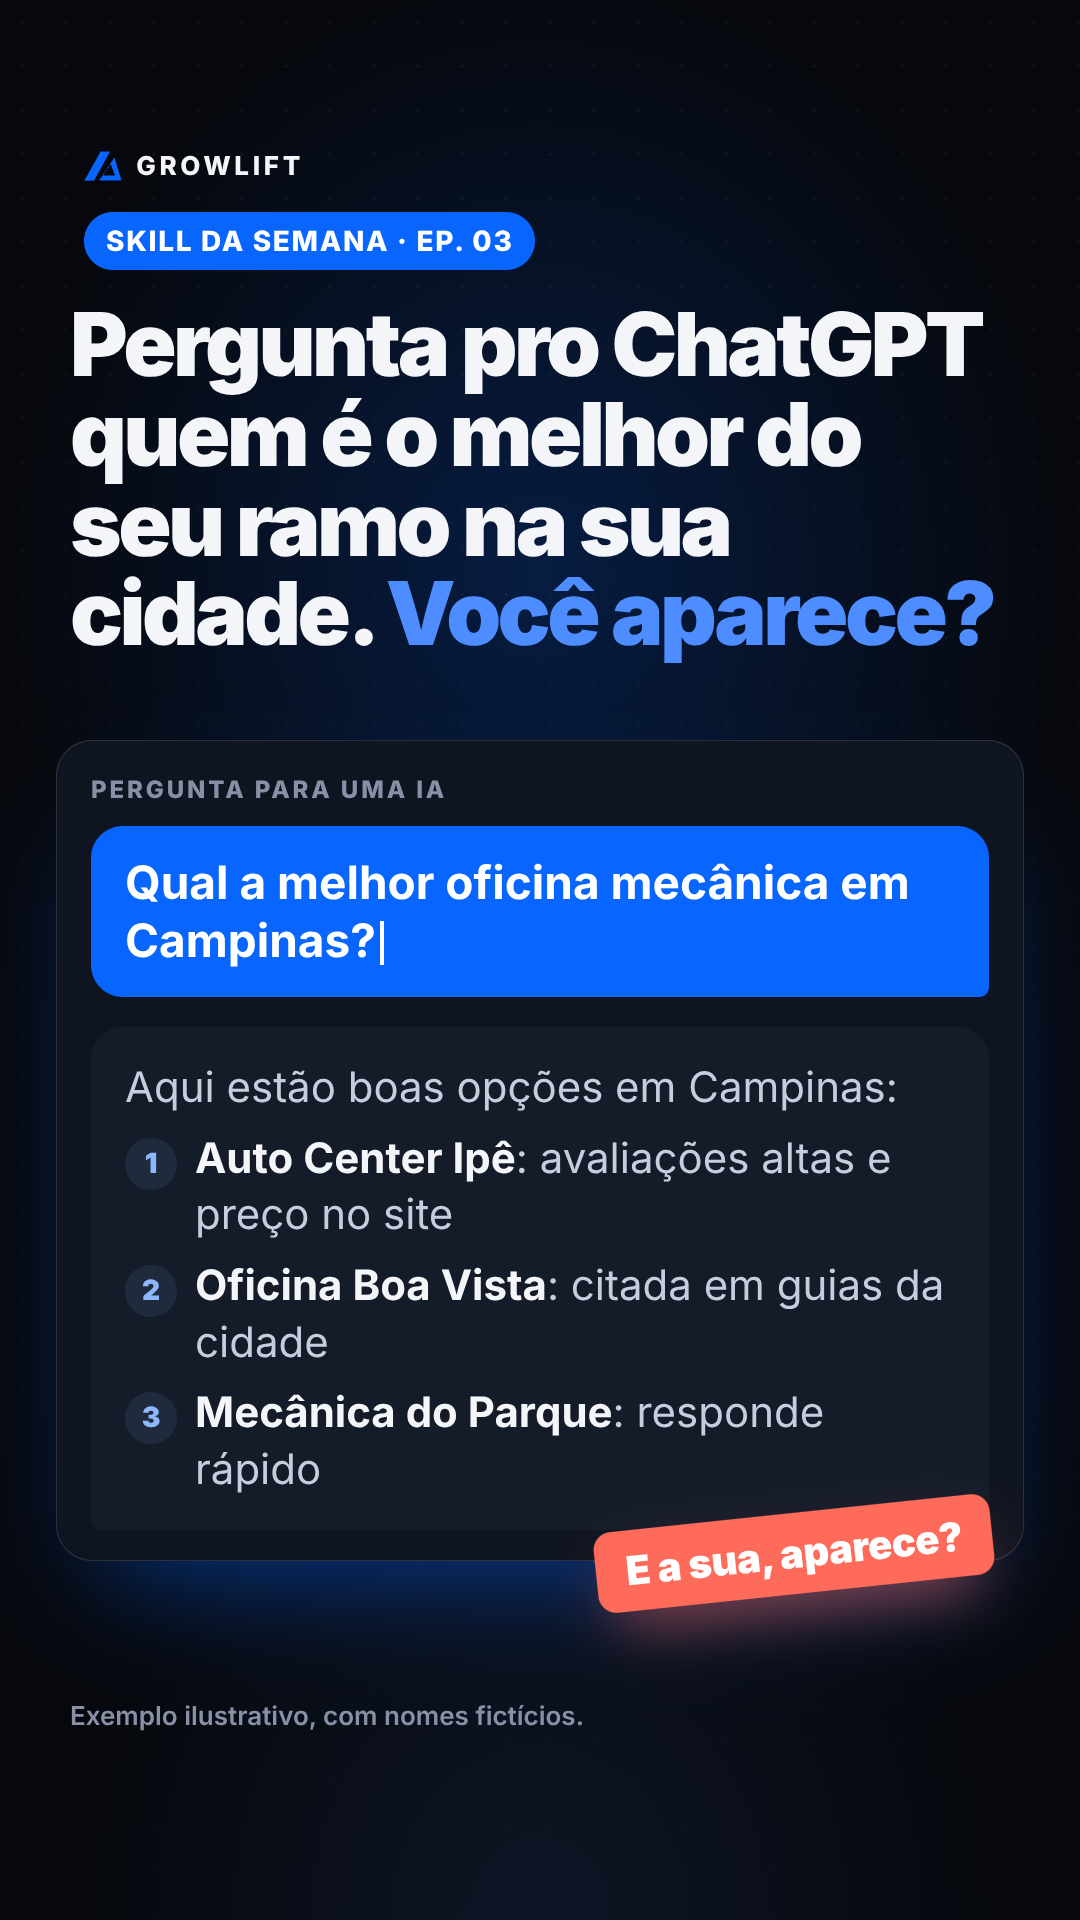 GROWLIFT
SKILL DA SEMANA · EP. 03
Pergunta pro ChatGPT
quem é o melhor do
seu ramo na sua
cidade. Você aparece?
PERGUNTA PARA UMA IA
Qual a melhor oficina mecânica em
Campinas?|
Aqui estão boas opções em Campinas:
1 Auto Center Ipê: avaliações altas e
preço no site
2 Oficina Boa Vista: citada em guias da
cidade
3 Mecânica do Parque: responde
rápido
E a sua, aparece?
Exemplo ilustrativo, com nomes fictícios.